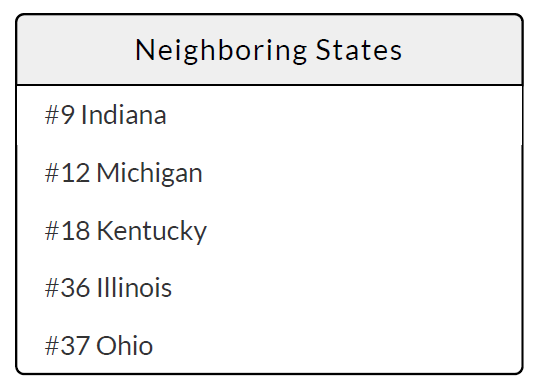 Neighboring States
#9 Indiana
#12 Michigan
#18 Kentucky
#36 Illinois
#37 Ohio